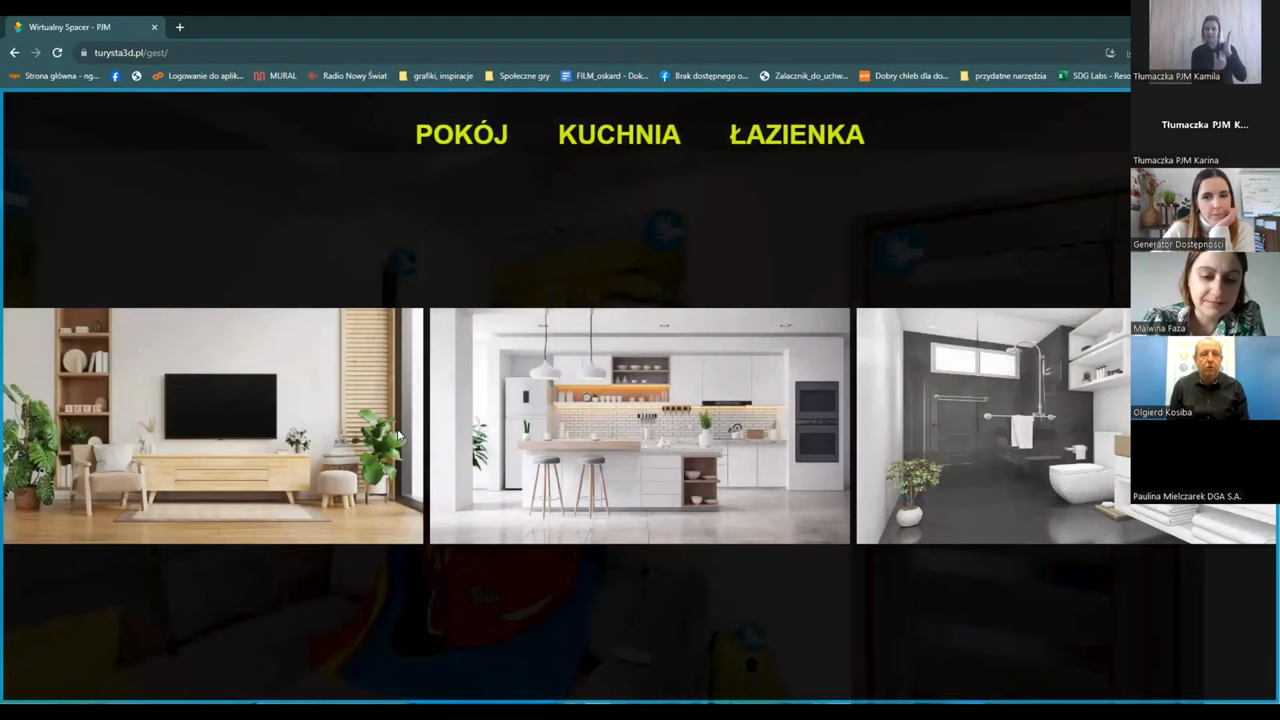 Wirtualny Spacer - PJM
turysta3d.pl/gest/
Strona główna - ng...
Logowanie do aplik...
MURAL
Radio Nowy Świat
grafiki, inspiracje
Społeczne gry
FILM_oskard - Dok...
Brak dostępnego o...
Zalacznik_do_uchw...
Dobry chleb dla do...
przydatne narzędzia
SDG Labs - Reso
POKÓJ KUCHNIA ŁAZIENKA
Tłumaczka PJM Kamila
Tłumaczka PJM K...
Tłumaczka PJM Karina
Generator Dostępności
Malwina Faza
Olgierd Kosiba
Paulina Mielczarek DGA S.A.